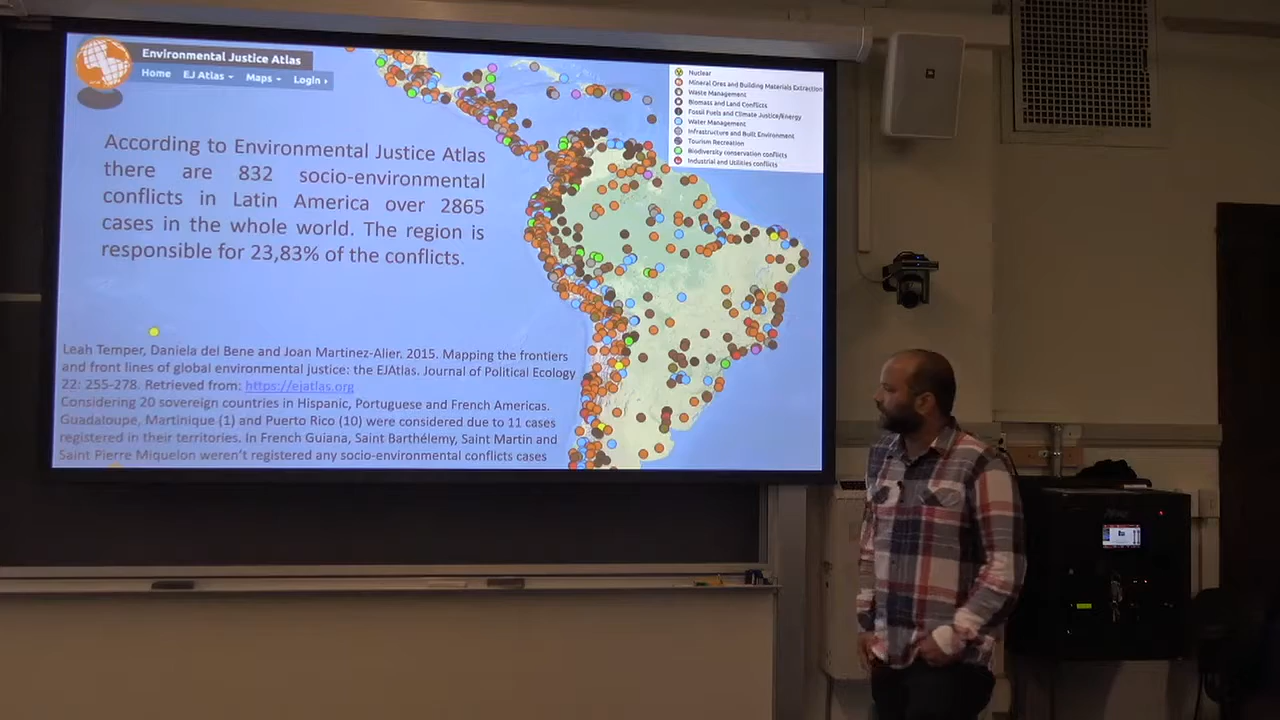 Environmental Justice Atlas
Home EJ Atlas Maps Login
According to Environmental Justice Atlas
there are 832 socio-environmental
conflicts in Latin America over 2865
cases in the whole world. The region is
responsible for 23,83% of the conflicts.
Nuclear
Mineral Ores and Building Materials Extraction
Waste Management
Biomass and Land Conflicts
Fossil Fuels and Climate Justice/Energy
Water Management
Infrastructure and Built Environment
Tourism Recreation
Biodiversity conservation conflicts
Industrial and Utilities conflicts
Leah Temper, Daniela del Bene and Joan Martinez-Alier. 2015. Mapping the frontiers
and front lines of global environmental justice: the EJAtlas. Journal of Political Ecology
22: 255-278. Retrieved from: https://ejatlas.org
Considering 20 sovereign countries in Hispanic, Portuguese and French Americas.
Guadaloupe, Martinique (1) and Puerto Rico (10) were considered due to 11 cases
registered in their territories. In French Guiana, Saint Barthélemy, Saint Martin and
Saint Pierre Miquelon weren't registered any socio-environmental conflicts cases